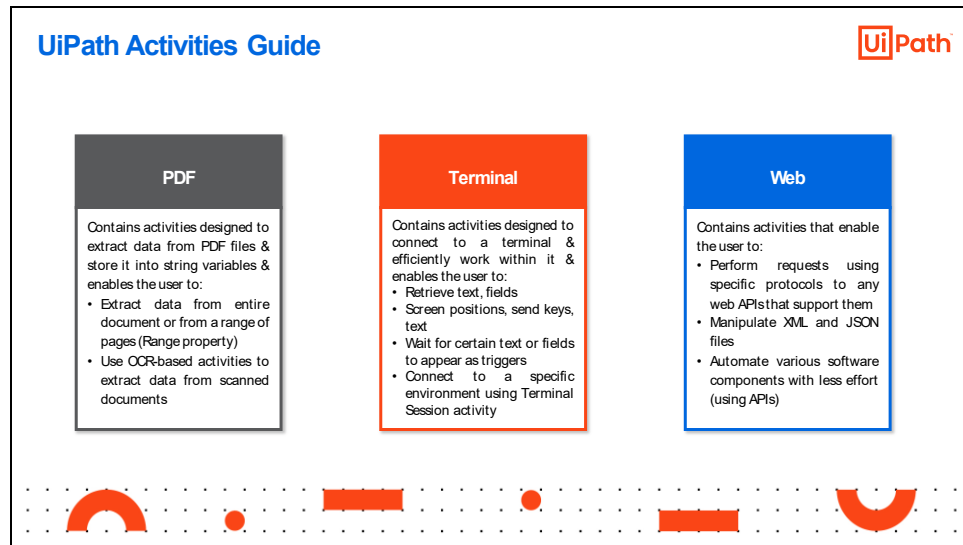 UiPath Activities Guide
UiPath
PDF
Contains activities designed to
extract data from PDF files &
store it into string variables &
enables the user to:
• Extract data from entire
document or from a range of
pages (Range property)
• Use OCR-based activities to
extract data from scanned
documents
Terminal
Contains activities designed to
connect to a terminal &
efficiently work within it &
enables the user to:
• Retrieve text, fields
• Screen positions, send keys,
text
• Wait for certain text or fields
to appear as triggers
• Connect to a specific
environment using Terminal
Session activity
Web
Contains activities that enable
the user to:
• Perform requests using
specific protocols to any
web APIs that support them
• Manipulate XML and JSON
files
• Automate various software
components with less effort
(using APIs)